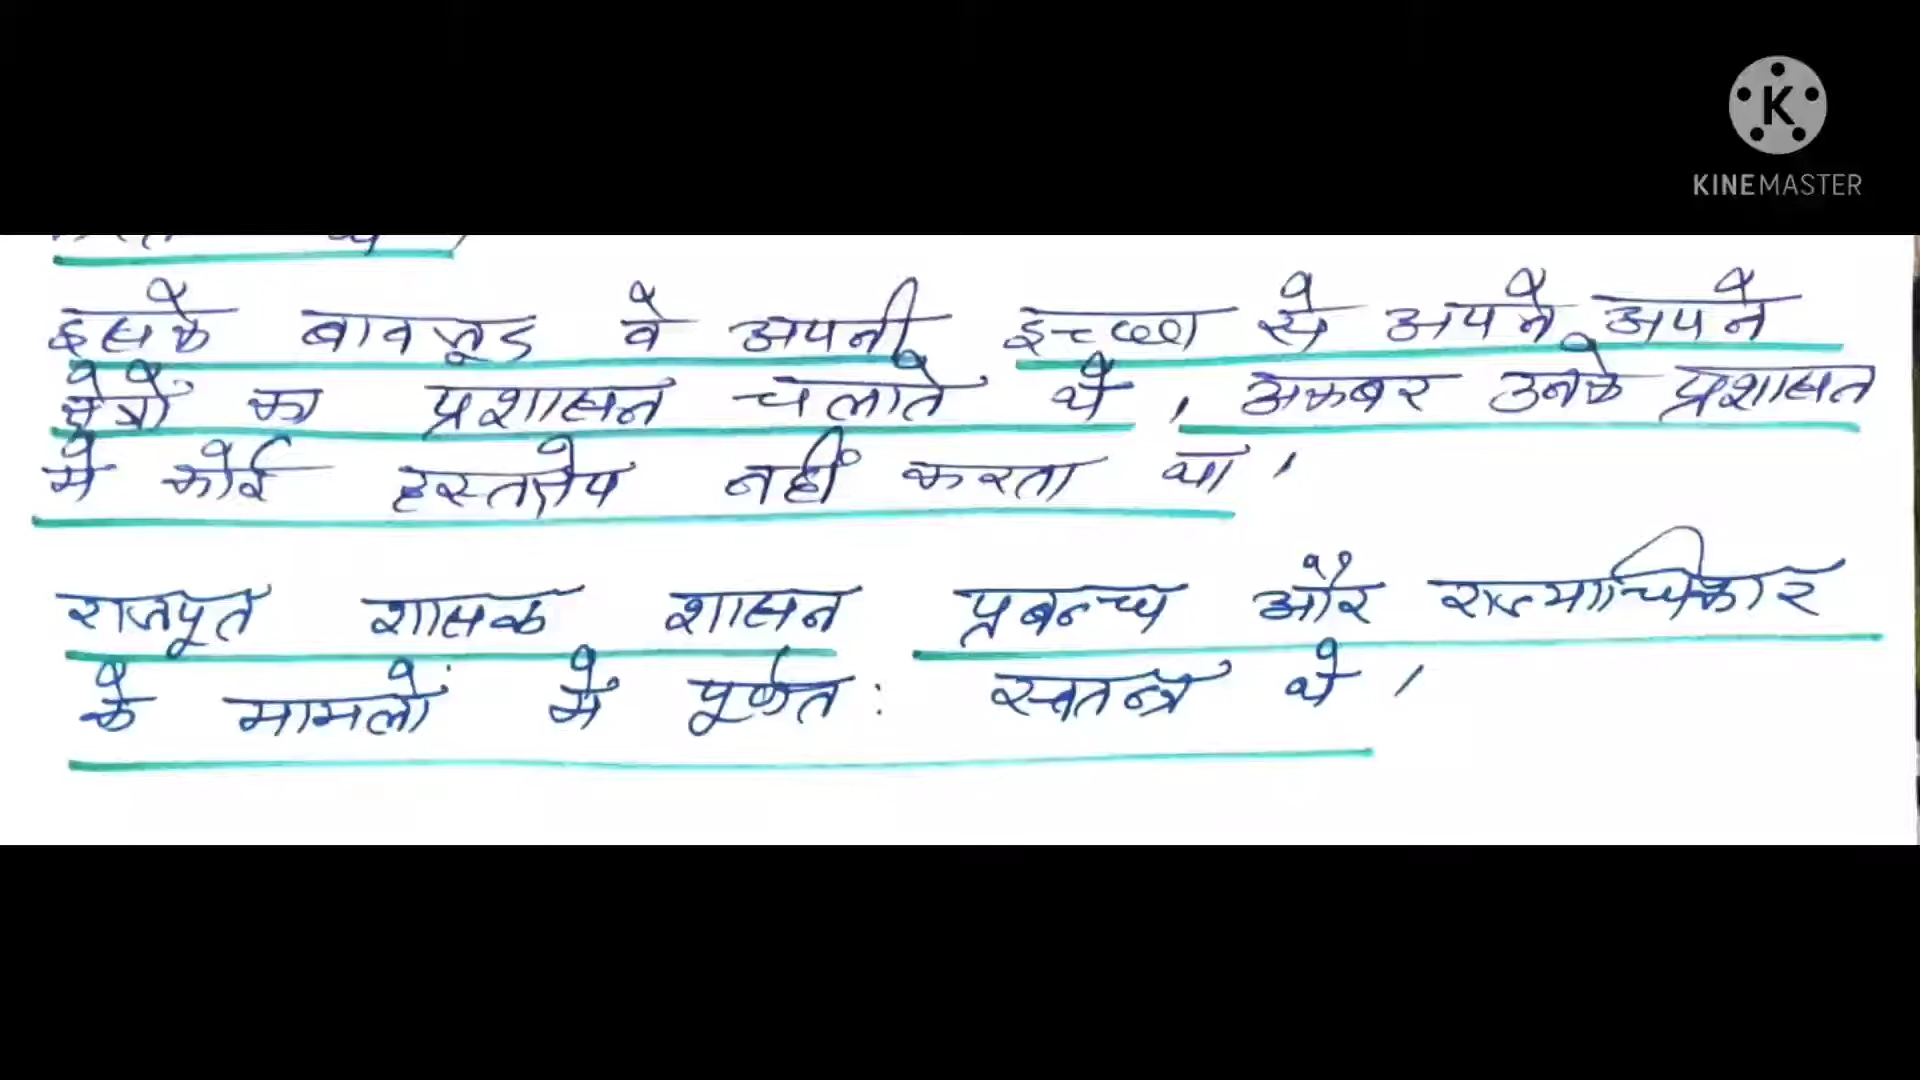 KINEMASTER
इसके बावजूद वे अपनी इच्छा से अपने अपने
क्षेत्रों का प्रशासन चलाते थे, अकबर उनके प्रशासन
में कोई हस्तक्षेप नहीं करता था।
राजपूत शासक शासन प्रबन्ध और राज्याधिकार
के मामलों में पूर्णत: स्वतन्त्र थे।